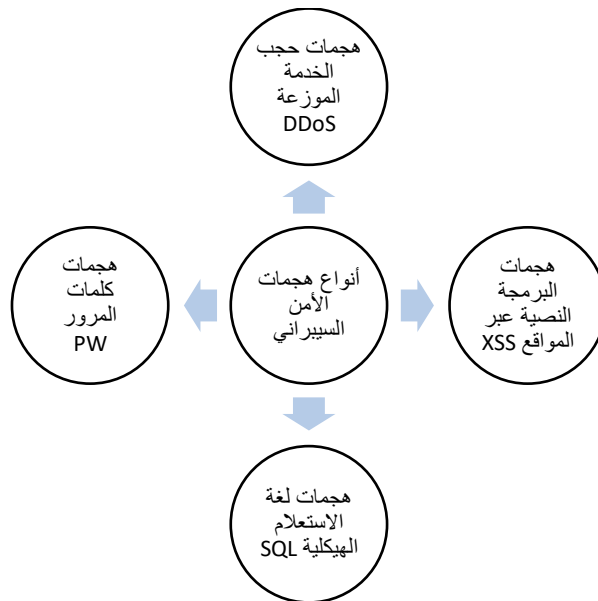 هجمات حجب
الخدمة
الموزعة
DDoS
هجمات
البرمجة
النصية عبر
المواقع XSS
أنواع هجمات
الأمن
السيبراني
هجمات
كلمات
المرور
PW
هجمات لغة
الاستعلام
الهيكلية SQL